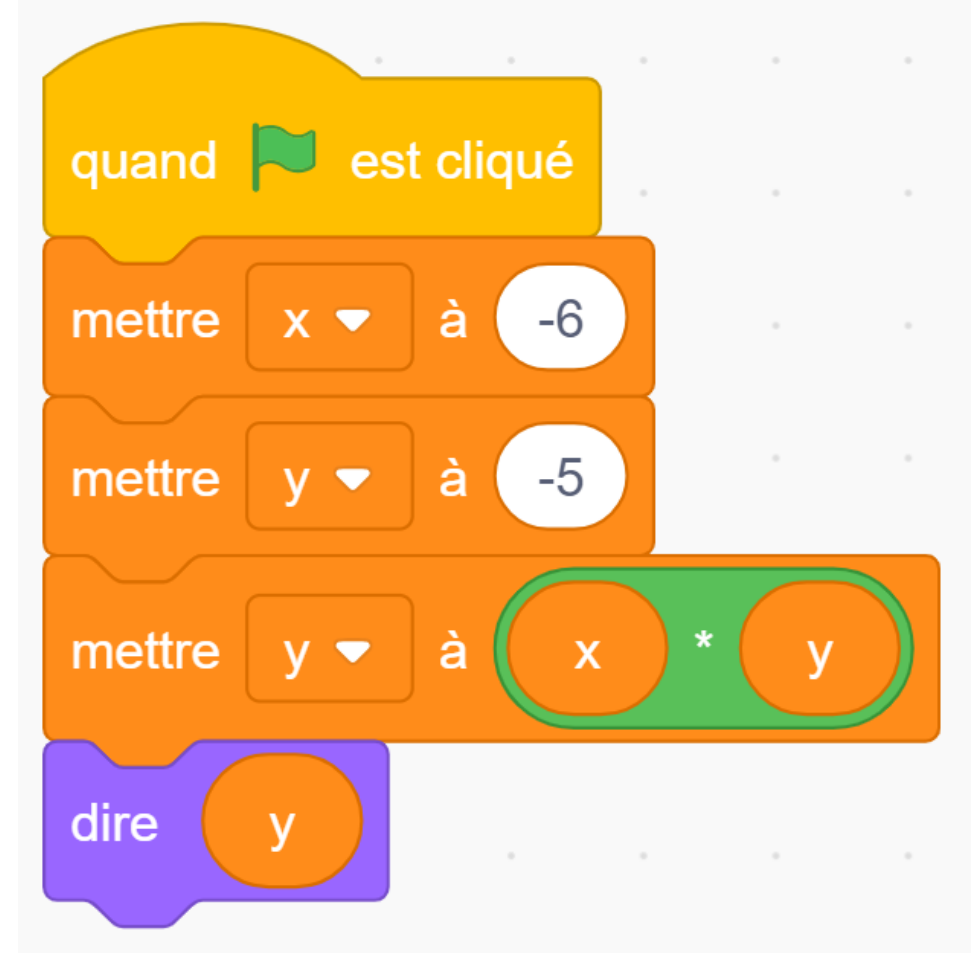 quand est cliqué
mettre x à -6
mettre y à -5
mettre y à x * y
dire y